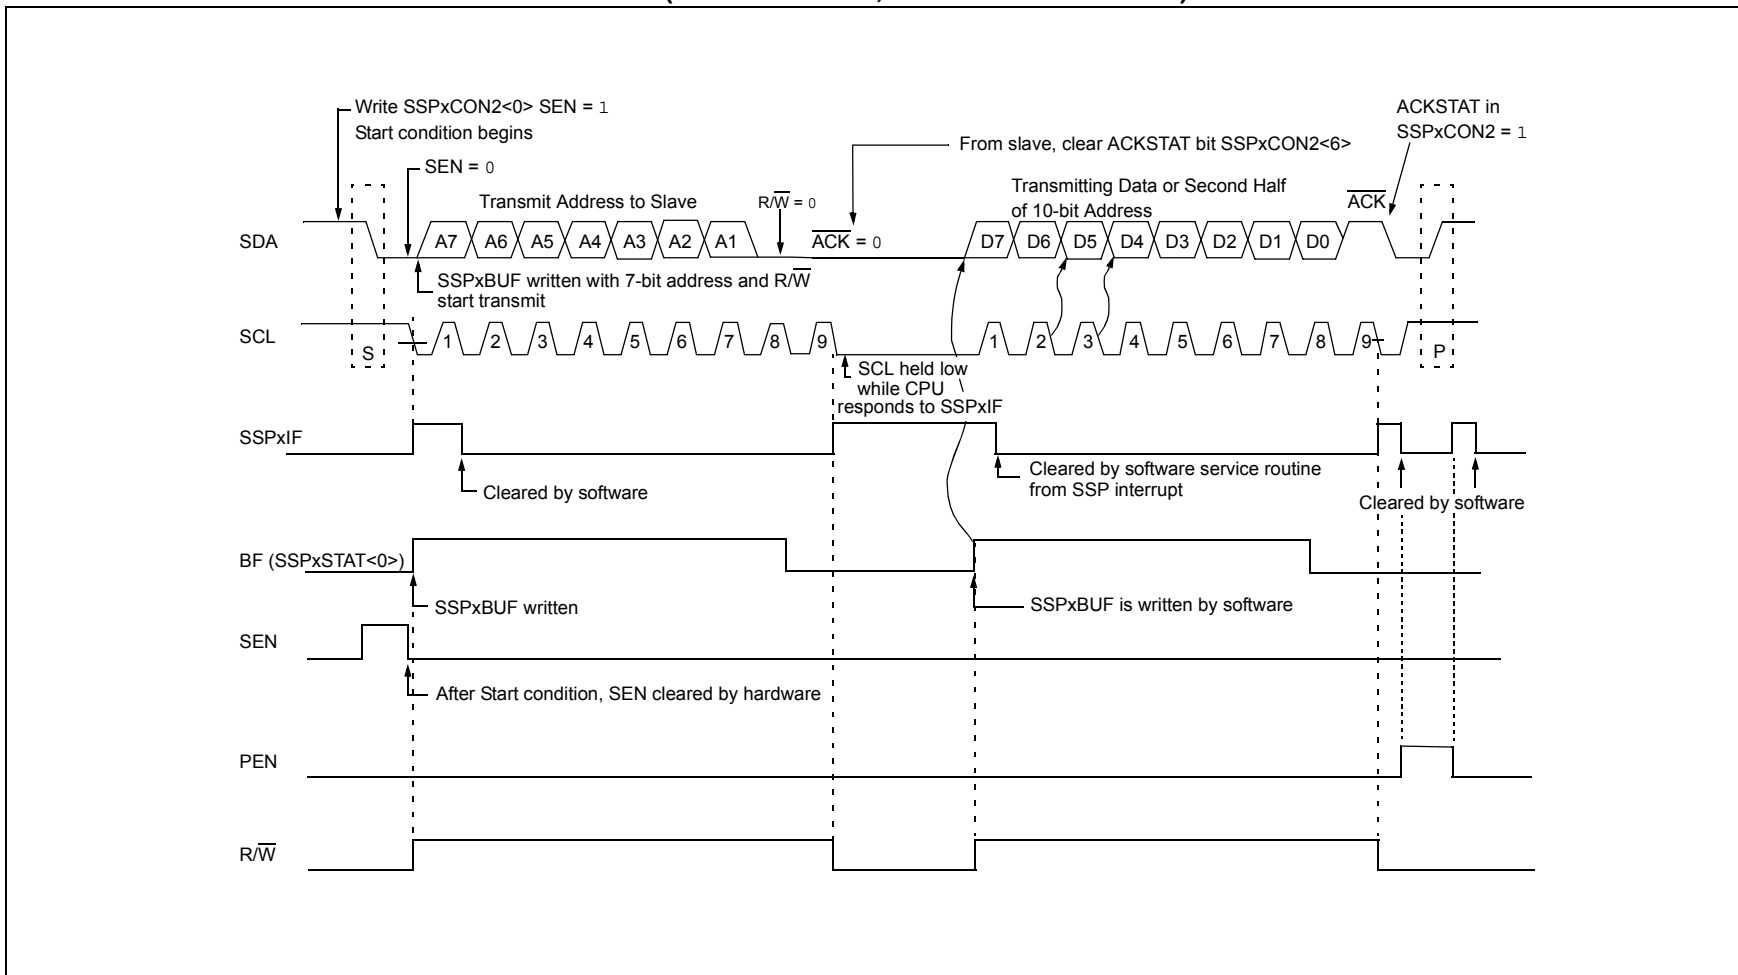 Write SSPxCON2<0> SEN = 1
Start condition begins
ACKSTAT in
SSPxCON2 = 1
From slave, clear ACKSTAT bit SSPxCON2<6>
SEN = 0
Transmit Address to Slave
R/W = 0
Transmitting Data or Second Half
of 10-bit Address
ACK
SDA
A7 A6 A5 A4 A3 A2 A1
ACK = 0
D7 D6 D5 D4 D3 D2 D1 D0
SSPxBUF written with 7-bit address and R/W
start transmit
SCL
S
1 2 3 4 5 6 7 8 9
1 2 3 4 5 6 7 8 9
P
SCL held low
while CPU
responds to SSPxIF
SSPxIF
Cleared by software
Cleared by software service routine
from SSP interrupt
Cleared by software
BF (SSPxSTAT<0>)
SSPxBUF written
SSPxBUF is written by software
SEN
After Start condition, SEN cleared by hardware
PEN
R/W